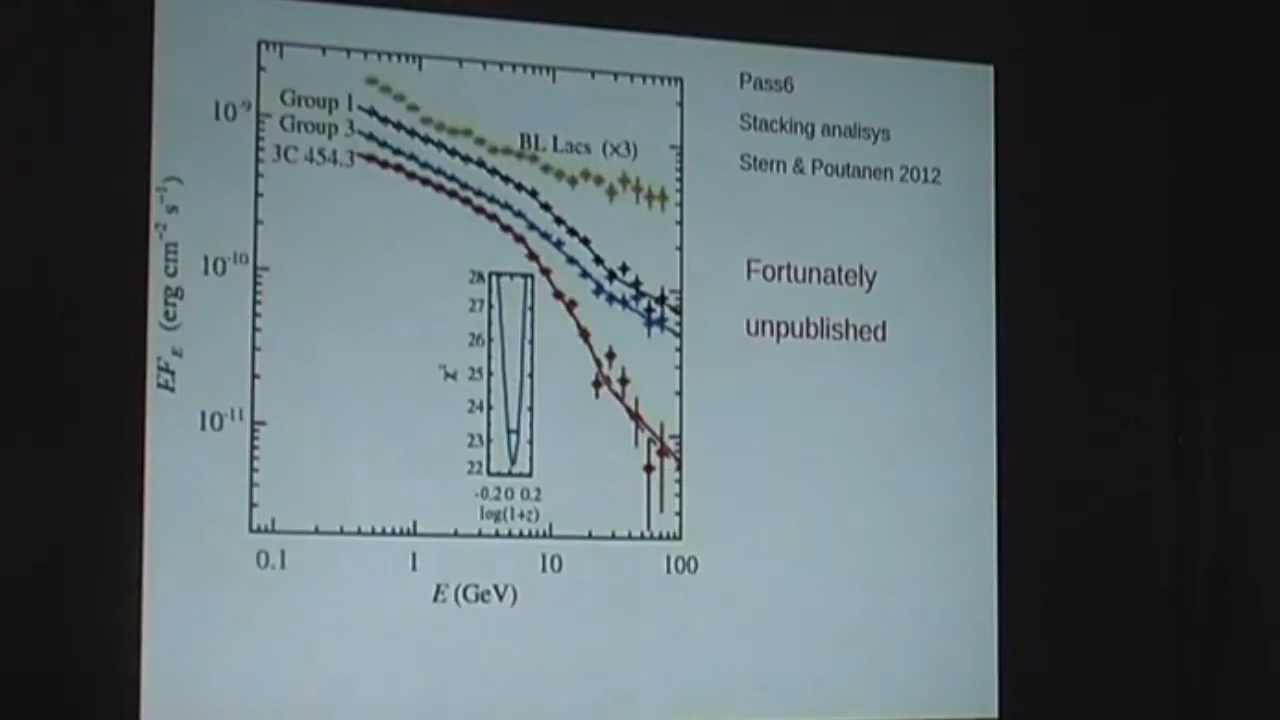 Pass6
Stacking analisys
Stern & Poutanen 2012
Fortunately
unpublished
10⁻⁹
10⁻¹⁰
10⁻¹¹
EF_E (erg cm⁻² s⁻¹)
Group 1
Group 3
3C 454.3
BL Lacs (×3)
28
27
26
25
24
23
22
χ²
-0.2 0 0.2
log(1+z)
0.1 1 10 100
E (GeV)